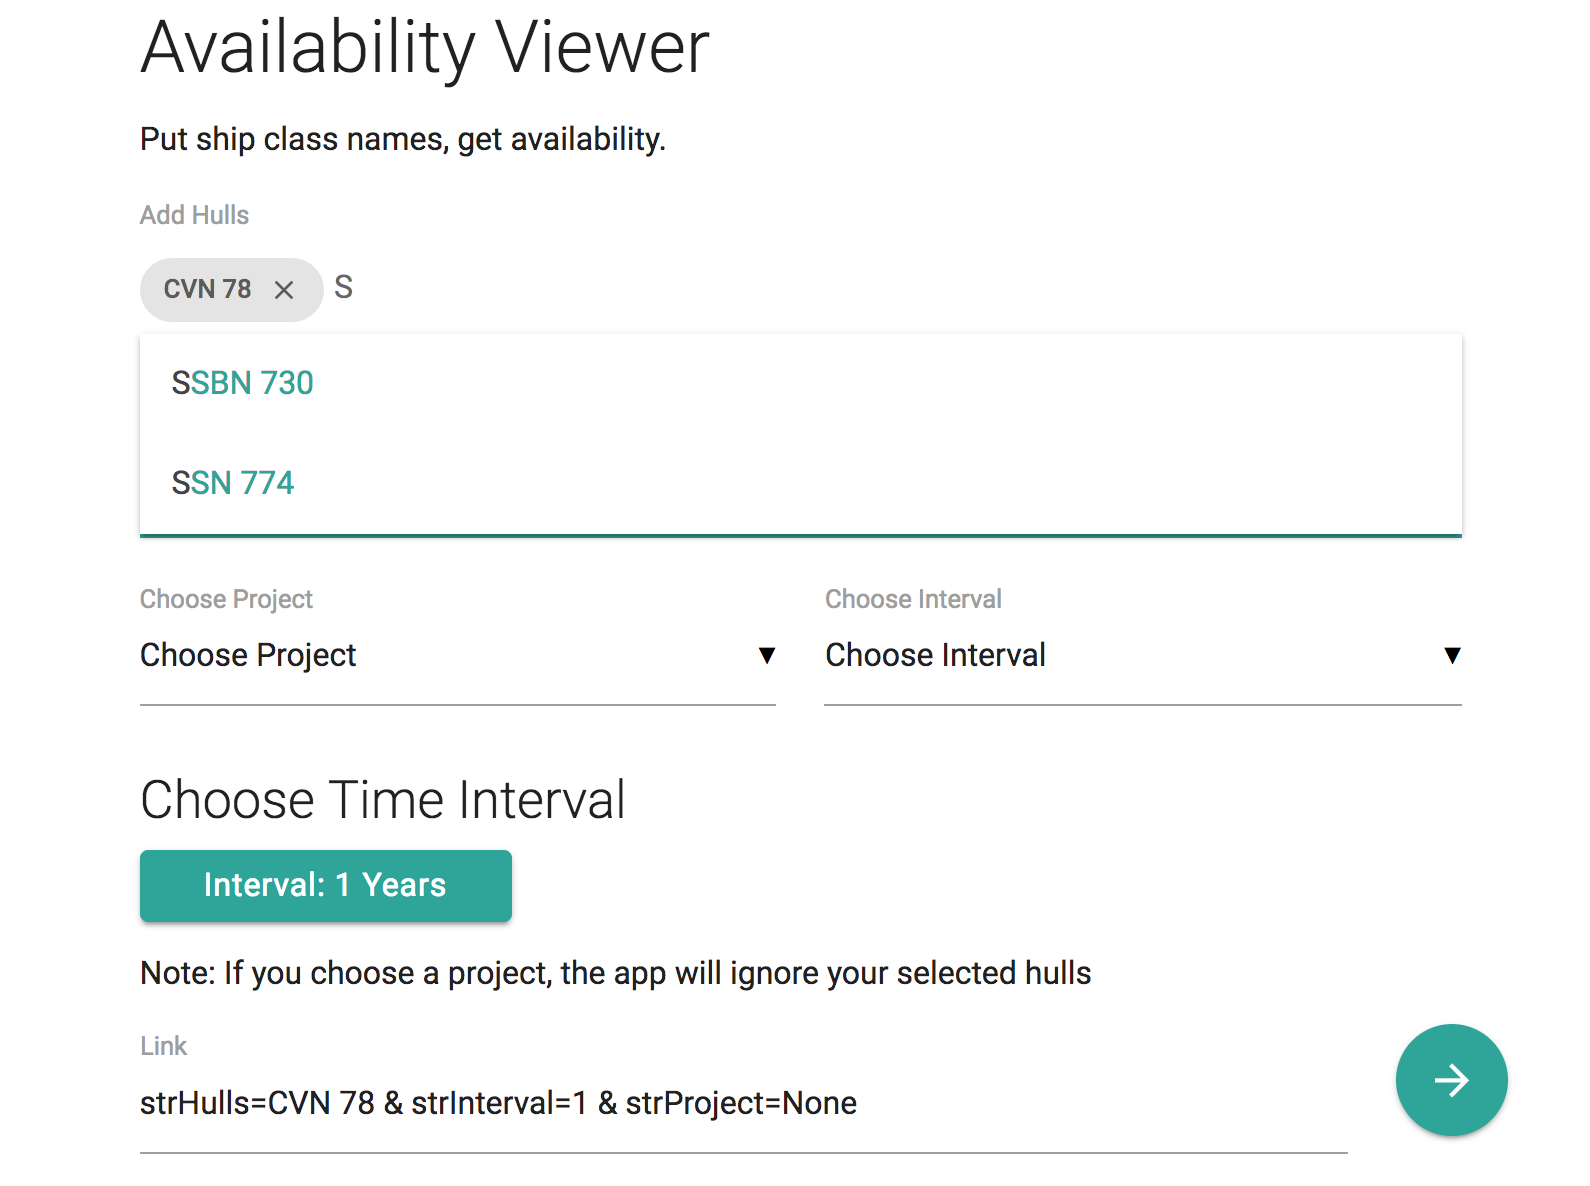 Availability Viewer
Put ship class names, get availability.
Add Hulls
CVN 78 S
SSBN 730
SSN 774
Choose Project Choose Interval
Choose Project Choose Interval
Choose Time Interval
Interval: 1 Years
Note: If you choose a project, the app will ignore your selected hulls
Link
strHulls=CVN 78 & strInterval=1 & strProject=None